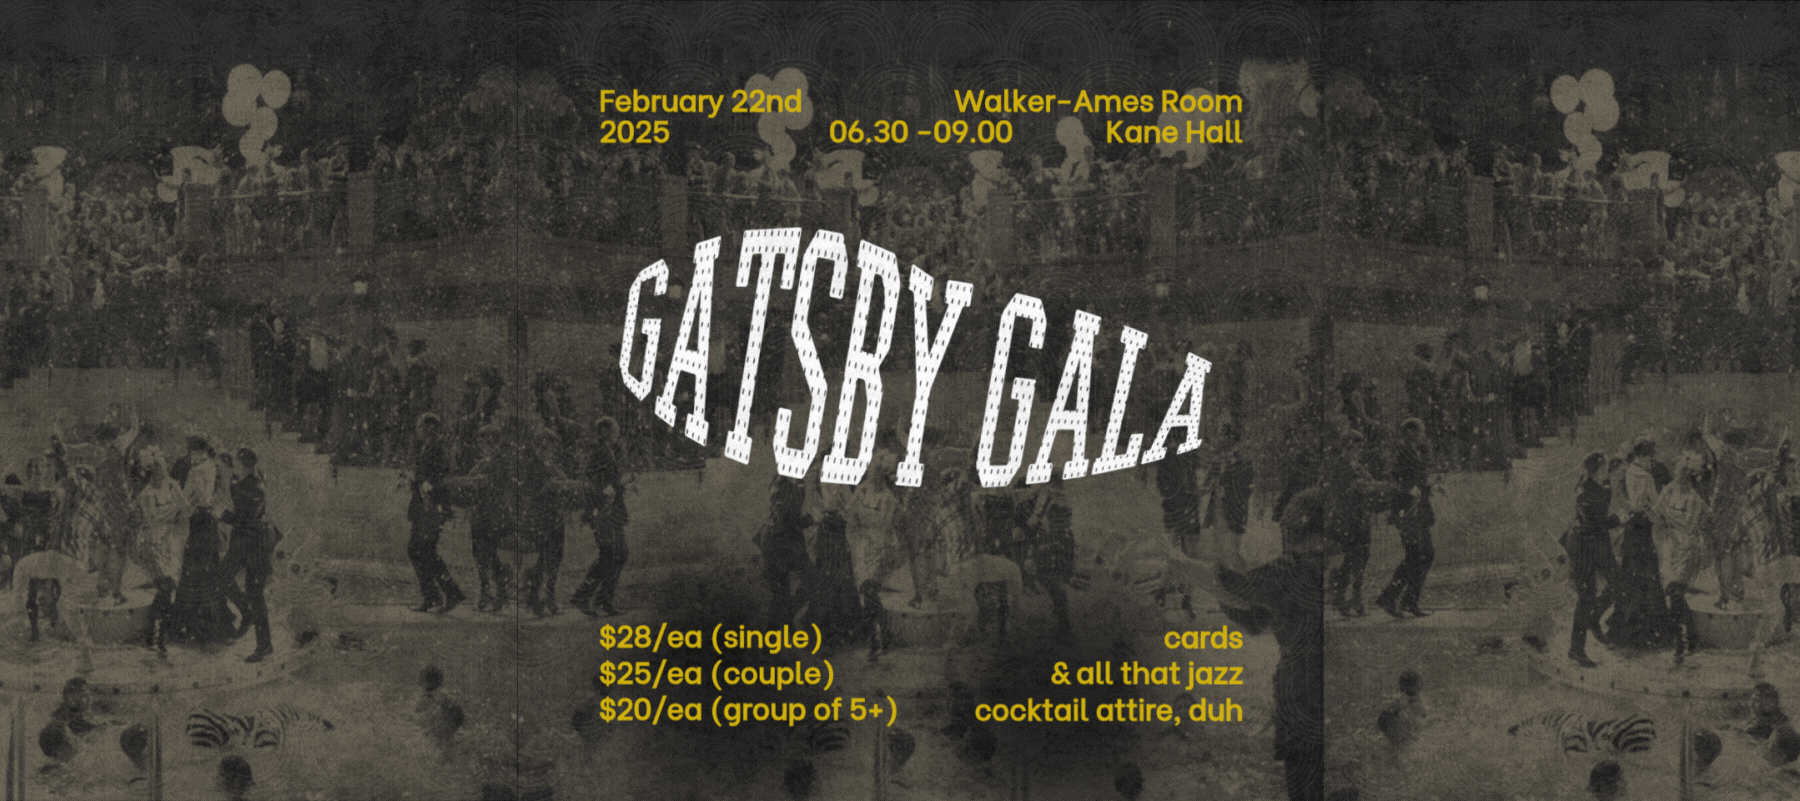 February 22nd
2025
06.30 -09.00
Walker-Ames Room
Kane Hall
GATSBY GALA
$28/ea (single)
$25/ea (couple)
$20/ea (group of 5+)
cards
& all that jazz
cocktail attire, duh